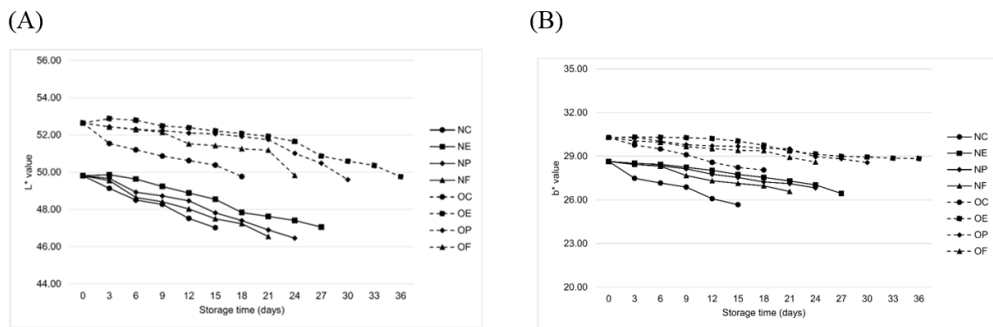 (A)
(B)
56.00
54.00
52.00
50.00
48.00
46.00
44.00
L* value
0 3 6 9 12 15 18 21 24 27 30 33 36
Storage time (days)
NC
NE
NP
NF
OC
OE
OP
OF
35.00
32.00
29.00
26.00
23.00
20.00
b* value
0 3 6 9 12 15 18 21 24 27 30 33 36
Storage time (days)
NC
NE
NP
NF
OC
OE
OP
OF